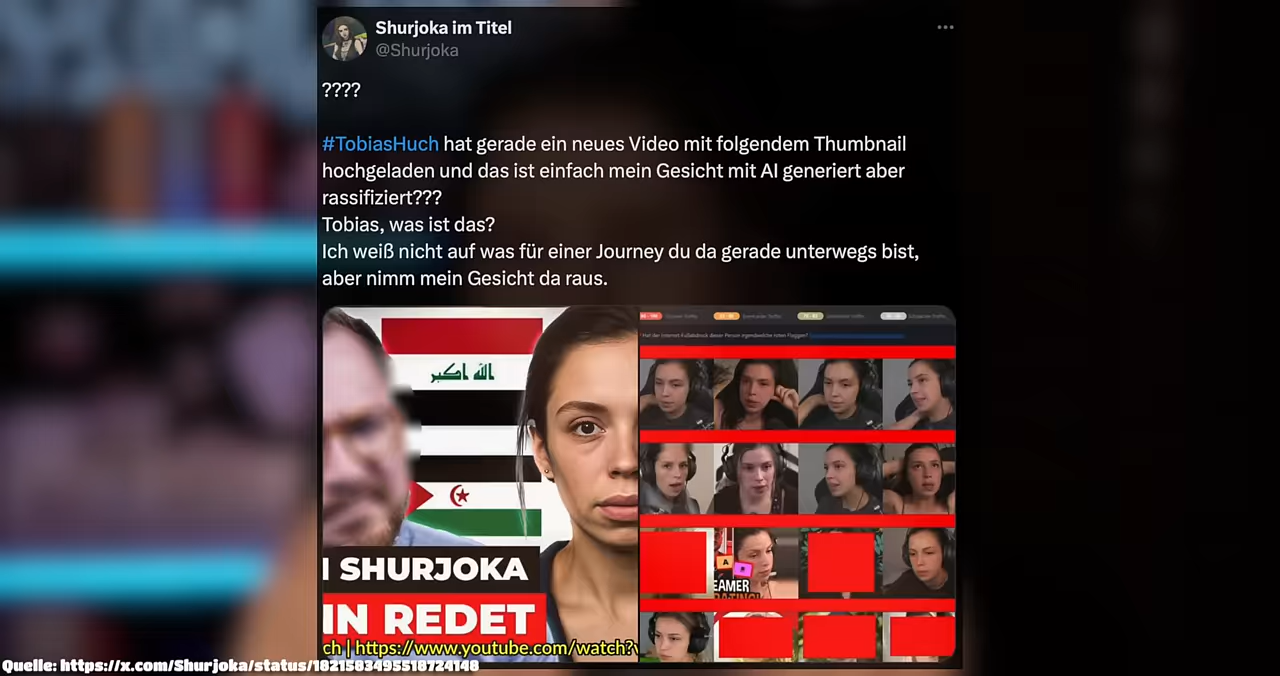 Shurjoka im Titel
@Shurjoka
????
#TobiasHuch hat gerade ein neues Video mit folgendem Thumbnail
hochgeladen und das ist einfach mein Gesicht mit AI generiert aber
rassifiziert???
Tobias, was ist das?
Ich weiß nicht auf was für einer Journey du da gerade unterwegs bist,
aber nimm mein Gesicht da raus.
الله اكبر
I SHURJOKA
IN REDET
ch | https://www.youtube.com/watch?v
EAMER
Quelle: https://x.com/Shurjoka/status/1821583495518724148